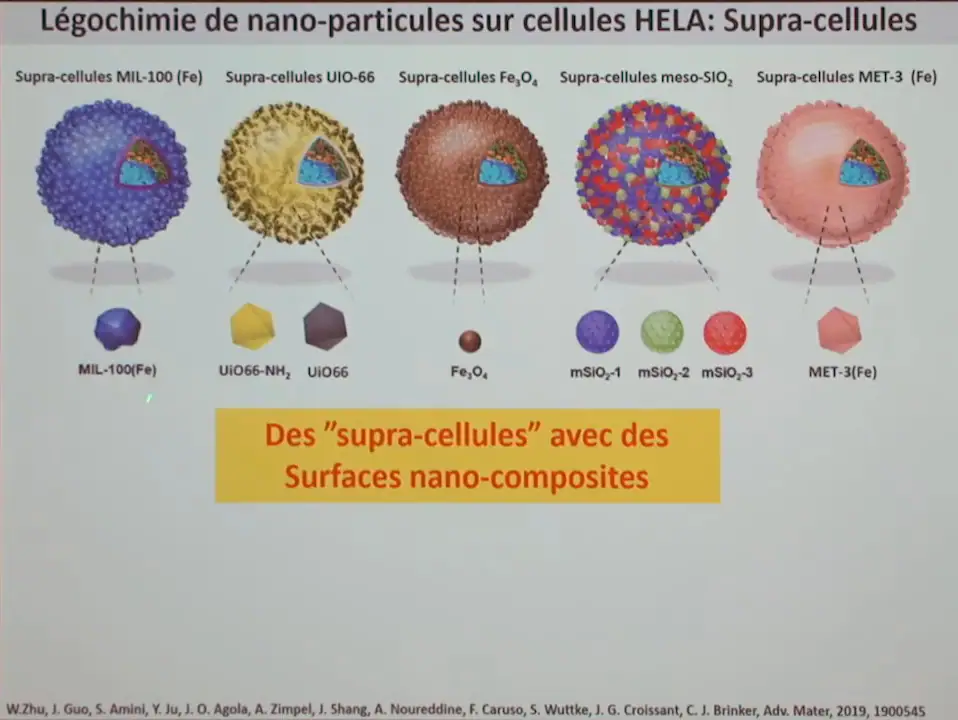 Légochimie de nano-particules sur cellules HELA: Supra-cellules
Supra-cellules MIL-100 (Fe) Supra-cellules UIO-66 Supra-cellules Fe₃O₄ Supra-cellules meso-SIO₂ Supra-cellules MET-3 (Fe)
MIL-100(Fe) UiO66-NH₂ UiO66 Fe₃O₄ mSiO₂-1 mSiO₂-2 mSiO₂-3 MET-3(Fe)
Des ”supra-cellules” avec des
Surfaces nano-composites
W.Zhu, J. Guo, S. Amini, Y. Ju, J. O. Agola, A. Zimpel, J. Shang, A. Noureddine, F. Caruso, S. Wuttke, J. G. Croissant, C. J. Brinker, Adv. Mater, 2019, 1900545